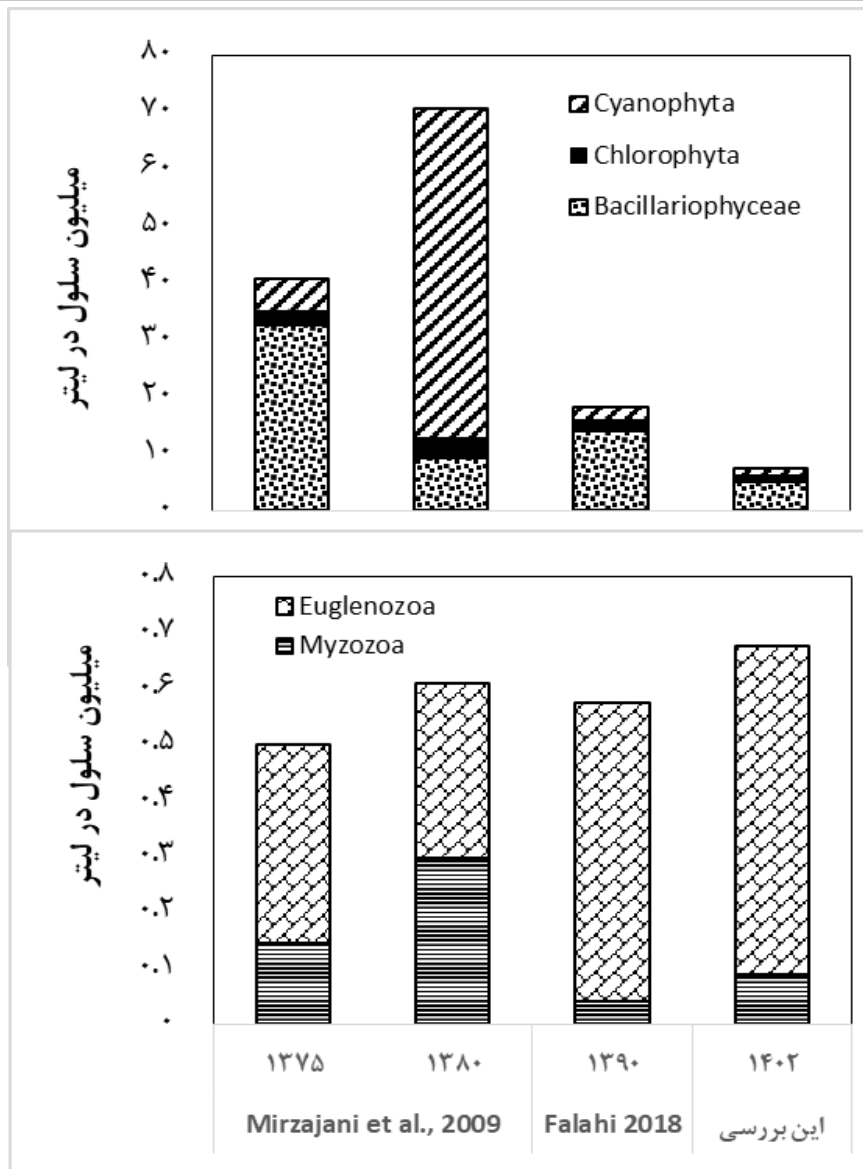 میلیون سلول در لیتر
۸۰
۷۰
۶۰
۵۰
۴۰
۳۰
۲۰
۱۰
۰
Cyanophyta
Chlorophyta
Bacillariophyceae
میلیون سلول در لیتر
۰.۸
۰.۷
۰.۶
۰.۵
۰.۴
۰.۳
۰.۲
۰.۱
۰
Euglenozoa
Myzozoa
۱۳۷۵ ۱۳۸۰ ۱۳۹۰ ۱۴۰۲
Mirzajani et al., 2009 Falahi 2018 این بررسی